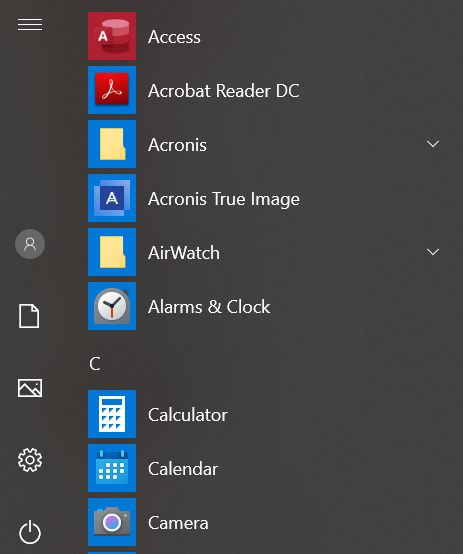 Access
Acrobat Reader DC
Acronis
Acronis True Image
AirWatch
Alarms & Clock
C
Calculator
Calendar
Camera